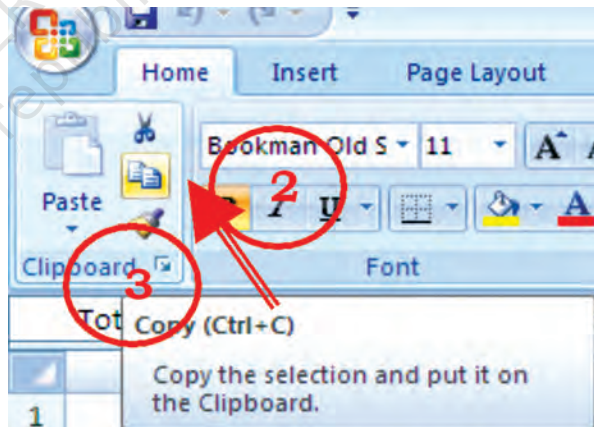 Home Insert Page Layout
Bookman Old S 11 A
Paste
2
I U A
Clipboard Font
3
Tot
Copy (Ctrl+C)
Copy the selection and put it on
the Clipboard.
1